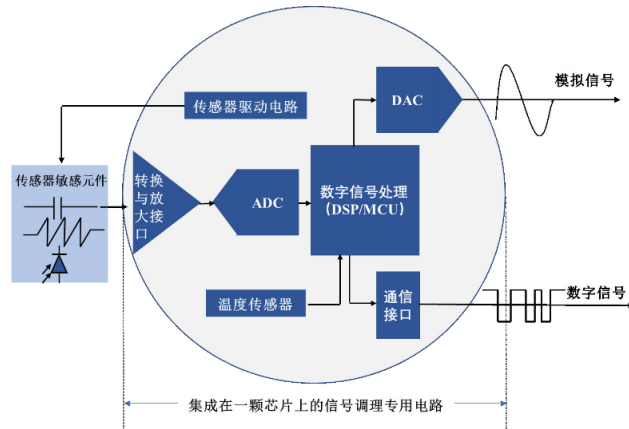 模拟信号
DAC
传感器驱动电路
传感器敏感元件
转换
与放
大接
口
ADC
数字信号处理
(DSP/MCU)
温度传感器
通信
接口
数字信号
集成在一颗芯片上的信号调理专用电路